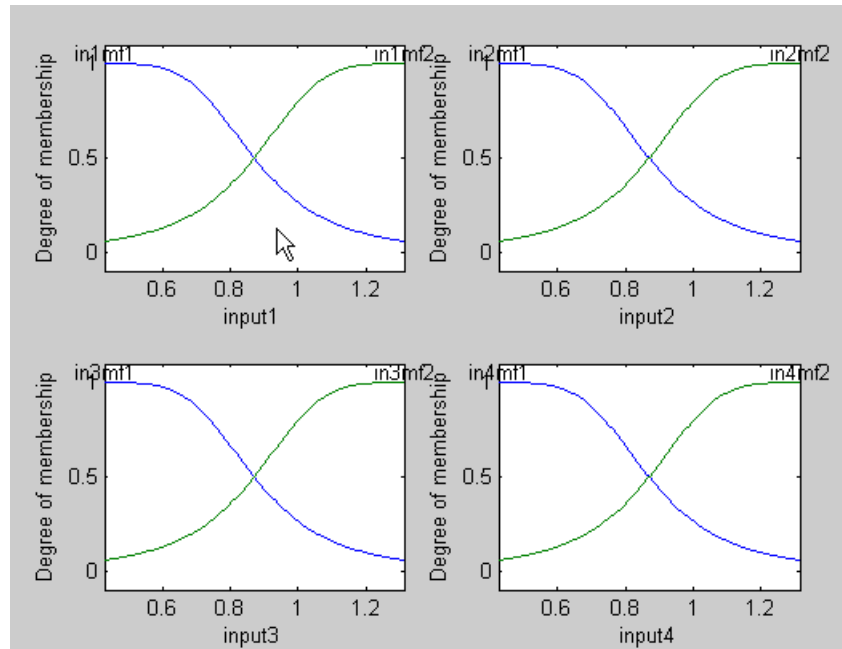 in1mf1 in1mf2
1
0.5
0
Degree of membership
0.6 0.8 1 1.2
input1
in2mf1 in2mf2
1
0.5
0
Degree of membership
0.6 0.8 1 1.2
input2
in3mf1 in3mf2
1
0.5
0
Degree of membership
0.6 0.8 1 1.2
input3
in4mf1 in4mf2
1
0.5
0
Degree of membership
0.6 0.8 1 1.2
input4